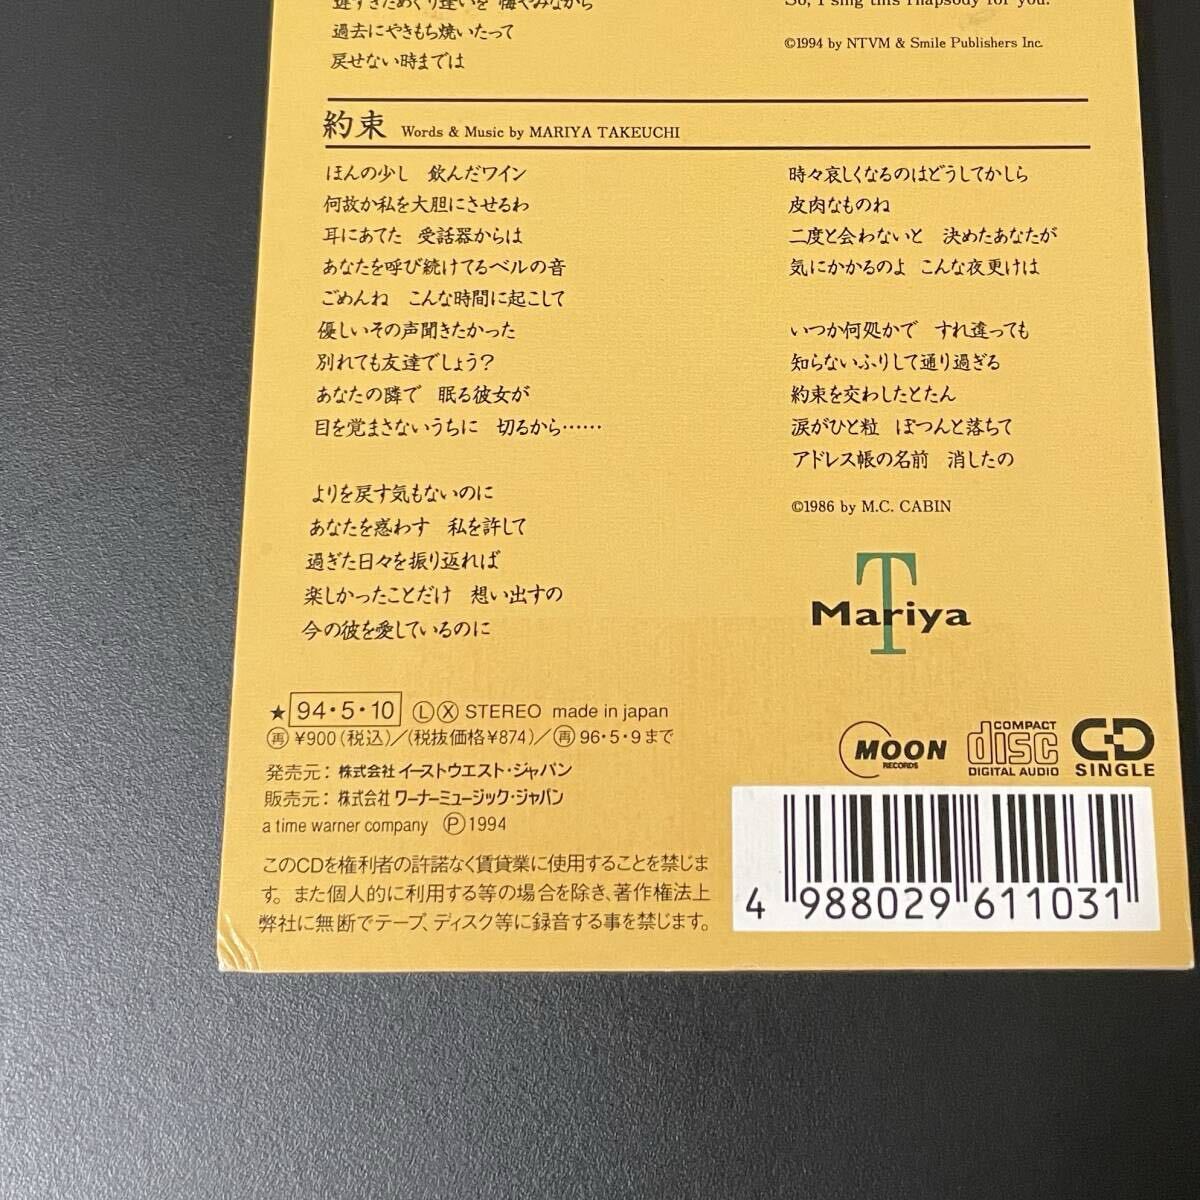 過去にやきもち焼いたって
戻せない時までは
So, I sing this Rhapsody for you.
©1994 by NTVM & Smile Publishers Inc.
約束 Words & Music by MARIYA TAKEUCHI
ほんの少し 飲んだワイン
何故か私を大胆にさせるわ
耳にあてた 受話器からは
あなたを呼び続けてるベルの音
ごめんね こんな時間に起こして
優しいその声聞きたかった
別れても友達でしょう?
あなたの隣で 眠る彼女が
目を覚まさないうちに 切るから……
よりを戻す気もないのに
あなたを惑わす 私を許して
過ぎた日々を振り返れば
楽しかったことだけ 想い出すの
今の彼を愛しているのに
時々哀しくなるのはどうしてかしら
皮肉なものね
二度と会わないと 決めたあなたが
気にかかるのよ こんな夜更けは
いつか何処かで すれ違っても
知らないふりして通り過ぎる
約束を交わしたとたん
涙がひと粒 ぽつんと落ちて
アドレス帳の名前 消したの
©1986 by M.C. CABIN
T
Mariya
★ 94・5・10 Ⓛ Ⓧ STEREO made in japan
再 ¥900(税込)/(税抜価格¥874)/再 96・5・9まで
発売元: 株式会社 イーストウエスト・ジャパン
販売元: 株式会社 ワーナーミュージック・ジャパン
a time warner company Ⓟ1994
このCDを権利者の許諾なく賃貸業に使用することを禁じま
す。また個人的に利用する等の場合を除き、著作権法上
弊社に無断でテープ、ディスク等に録音する事を禁じます。
MOON
RECORDS
COMPACT
disc
DIGITAL AUDIO
CD
SINGLE
4 988029 611031